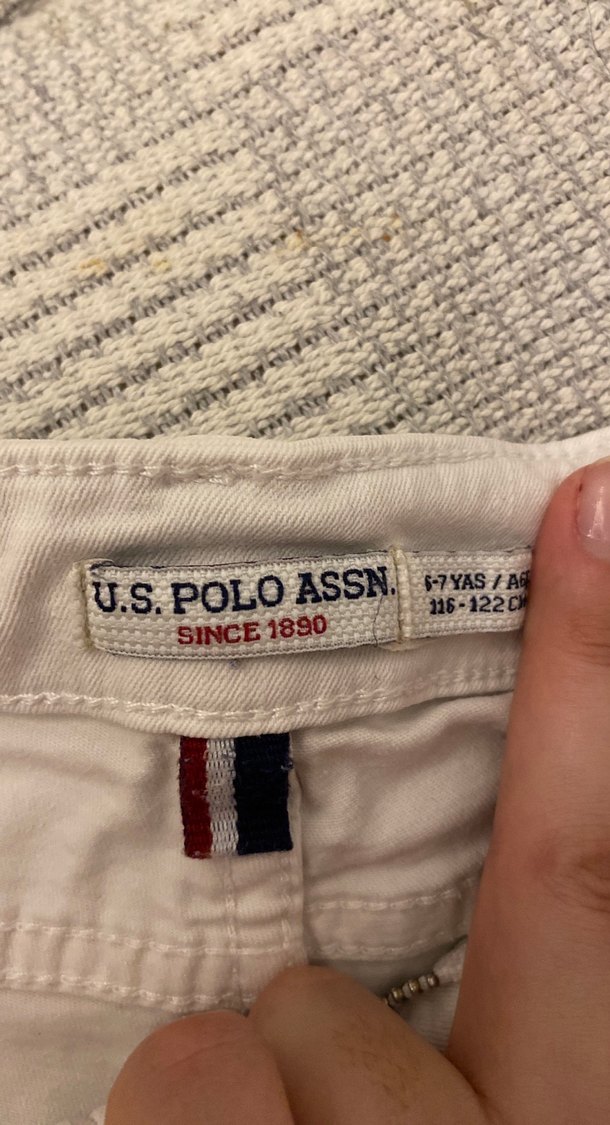 U.S. POLO ASSN.
SINCE 1890
6-7 YAS /
116 - 122